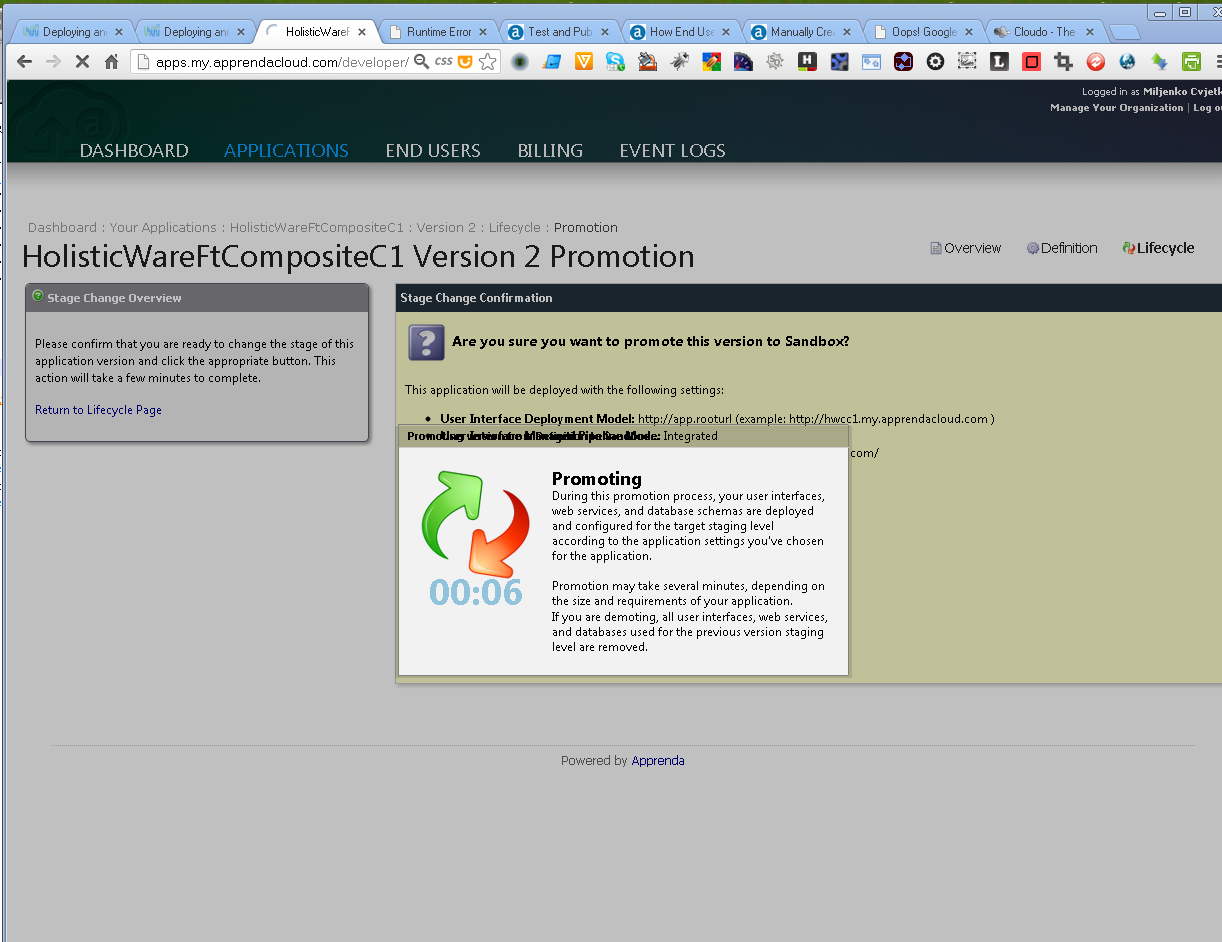 Deploying an
Deploying and
HolisticWareF
Runtime Error
Test and Pub
How End Use
Manually Crea
Oops! Google
Cloudo - The
apps.my.apprendacloud.com/developer/
CSS
Logged in as Miljenko Cvjetk
Manage Your Organization | Log ou
DASHBOARD
APPLICATIONS
END USERS
BILLING
EVENT LOGS
Dashboard : Your Applications : HolisticWareFtCompositeC1 : Version 2 : Lifecycle : Promotion
HolisticWareFtCompositeC1 Version 2 Promotion
Overview
Definition
Lifecycle
Stage Change Overview
Please confirm that you are ready to change the stage of this
application version and click the appropriate button. This
action will take a few minutes to complete.
Return to Lifecycle Page
Stage Change Confirmation
Are you sure you want to promote this version to Sandbox?
This application will be deployed with the following settings:
• User Interface Deployment Model: http://app.rooturl (example: http://hwcc1.my.apprendacloud.com )
Integrated
com/
Promoting
During this promotion process, your user interfaces,
web services, and database schemas are deployed
and configured for the target staging level
according to the application settings you've chosen
for the application.
00:06
Promotion may take several minutes, depending on
the size and requirements of your application.
If you are demoting, all user interfaces, web services,
and databases used for the previous version staging
level are removed.
Powered by Apprenda